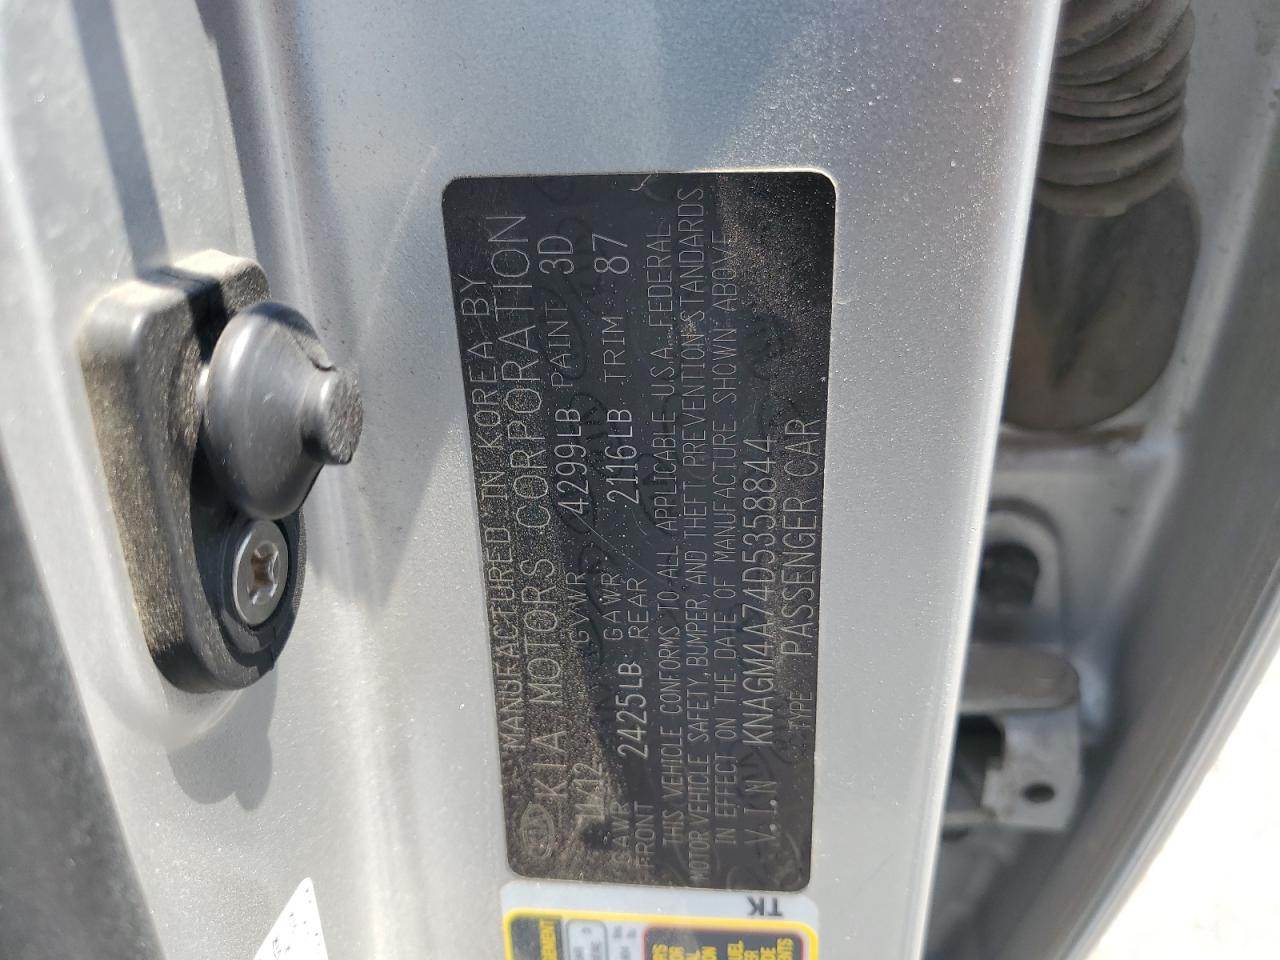 MANUFACTURED IN KOREA BY
KIA KIA MOTORS CORPORATION
11/12 GVWR 4299LB PAINT 3D
GAWR FRONT 2425LB GAWR REAR 2116LB TRIM 87
THIS VEHICLE CONFORMS TO ALL APPLICABLE U.S.A. FEDERAL
MOTOR VEHICLE SAFETY, BUMPER, AND THEFT PREVENTION STANDARDS
IN EFFECT ON THE DATE OF MANUFACTURE SHOWN ABOVE.
V.I.N KNAGM4A74D5358844
TYPE PASSENGER CAR
TK